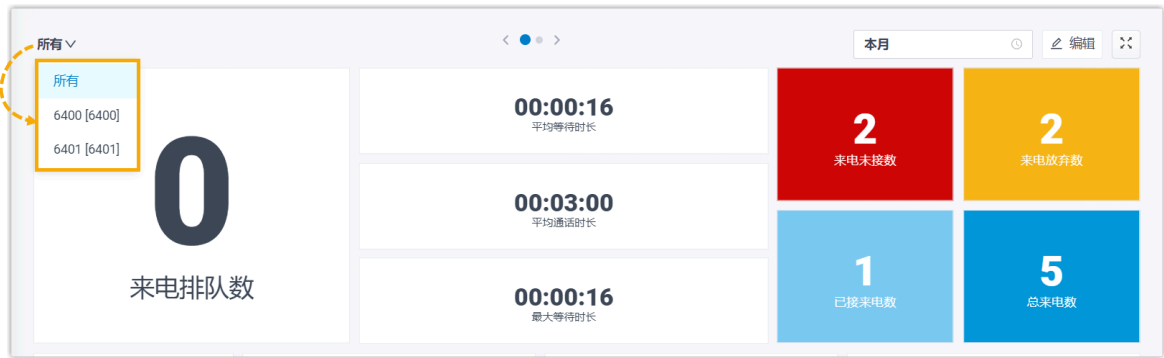 所有
本月
编辑
所有
6400 [6400]
6401 [6401]
0
来电排队数
00:00:16
平均等待时长
00:03:00
平均通话时长
00:00:16
最大等待时长
2
来电未接数
2
来电放弃数
1
已接来电数
5
总来电数